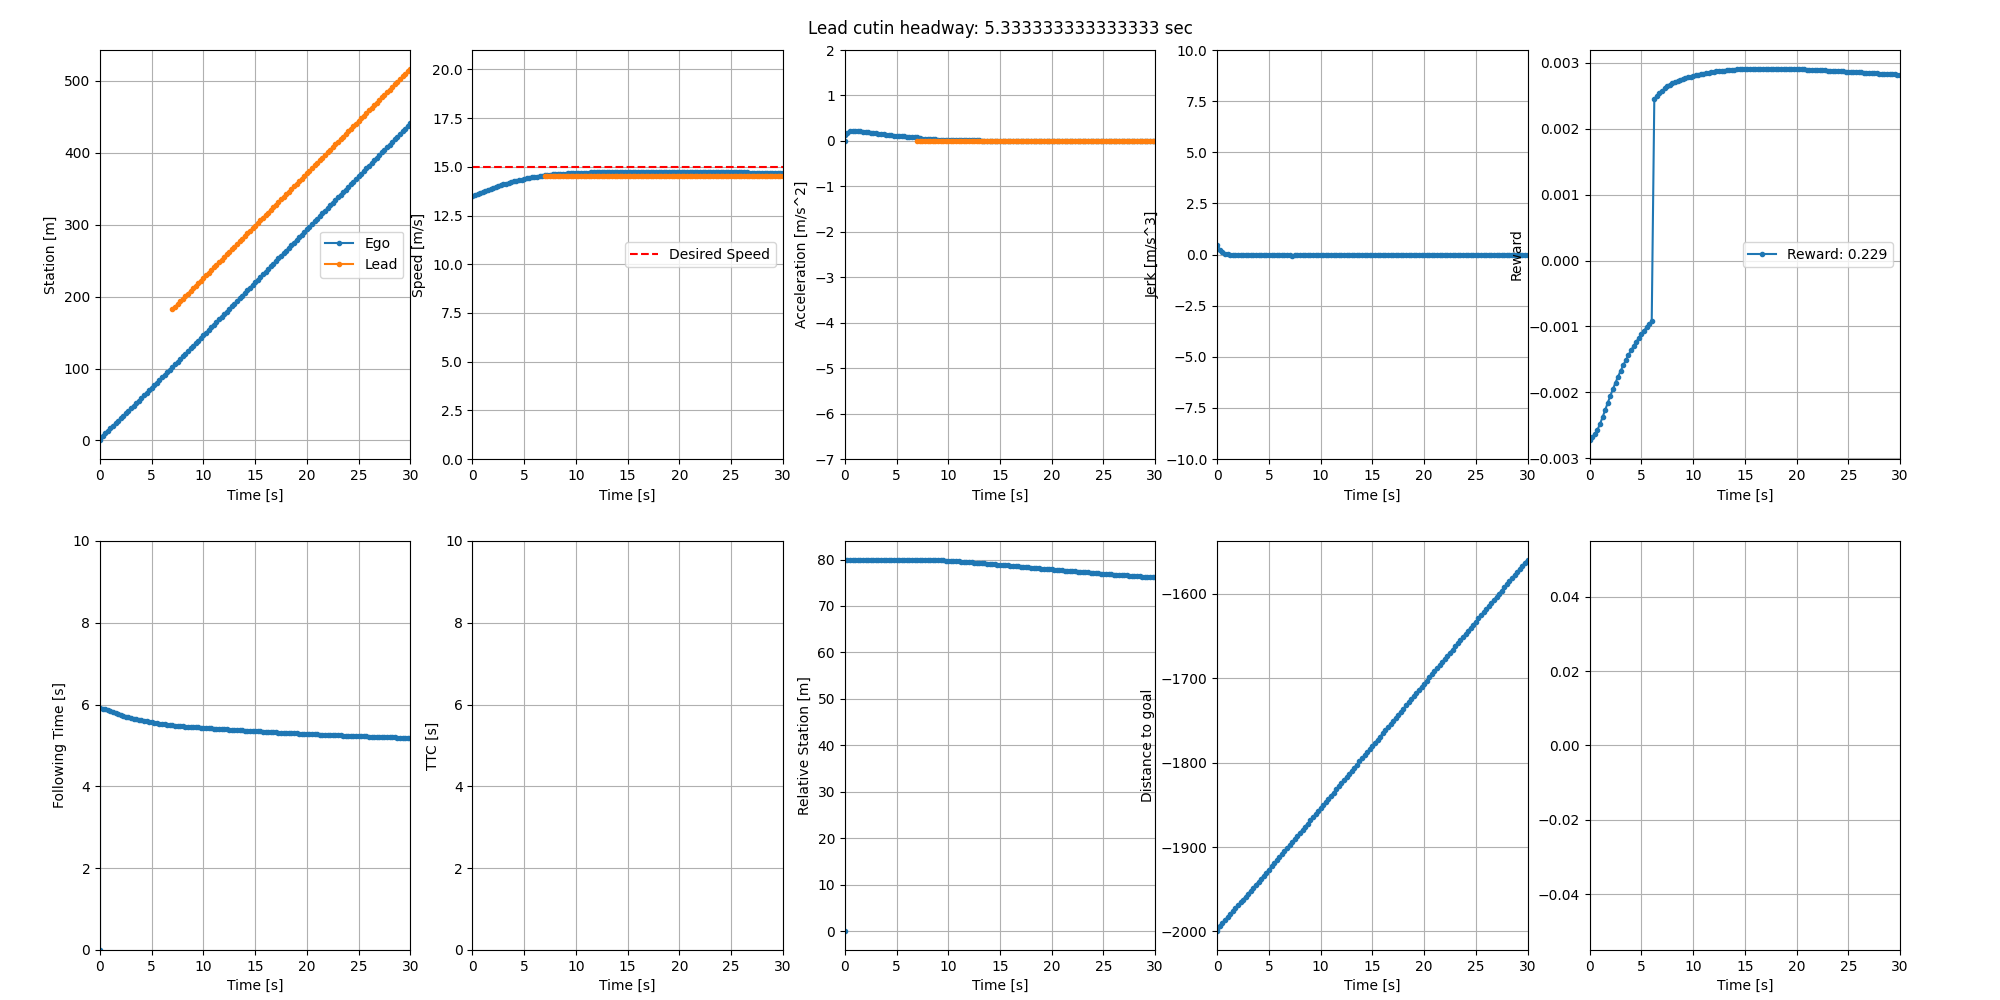 Lead cutin headway: 5.333333333333333 sec
Station [m]
500
400
300
200
100
0
0 5 10 15 20 25 30
Time [s]
Ego
Lead
Speed [m/s]
20.0
17.5
15.0
12.5
10.0
7.5
5.0
2.5
0.0
0 5 10 15 20 25 30
Time [s]
Desired Speed
Acceleration [m/s^2]
2
1
0
−1
−2
−3
−4
−5
−6
−7
0 5 10 15 20 25 30
Time [s]
Jerk [m/s^3]
10.0
7.5
5.0
2.5
0.0
−2.5
−5.0
−7.5
−10.0
0 5 10 15 20 25 30
Time [s]
Reward
0.003
0.002
0.001
0.000
−0.001
−0.002
−0.003
0 5 10 15 20 25 30
Time [s]
Reward: 0.229
Following Time [s]
10
8
6
4
2
0
0 5 10 15 20 25 30
Time [s]
TTC [s]
10
8
6
4
2
0
0 5 10 15 20 25 30
Time [s]
Relative Station [m]
80
70
60
50
40
30
20
10
0
0 5 10 15 20 25 30
Time [s]
Distance to goal
−1600
−1700
−1800
−1900
−2000
0 5 10 15 20 25 30
Time [s]
0.04
0.02
0.00
−0.02
−0.04
0 5 10 15 20 25 30
Time [s]